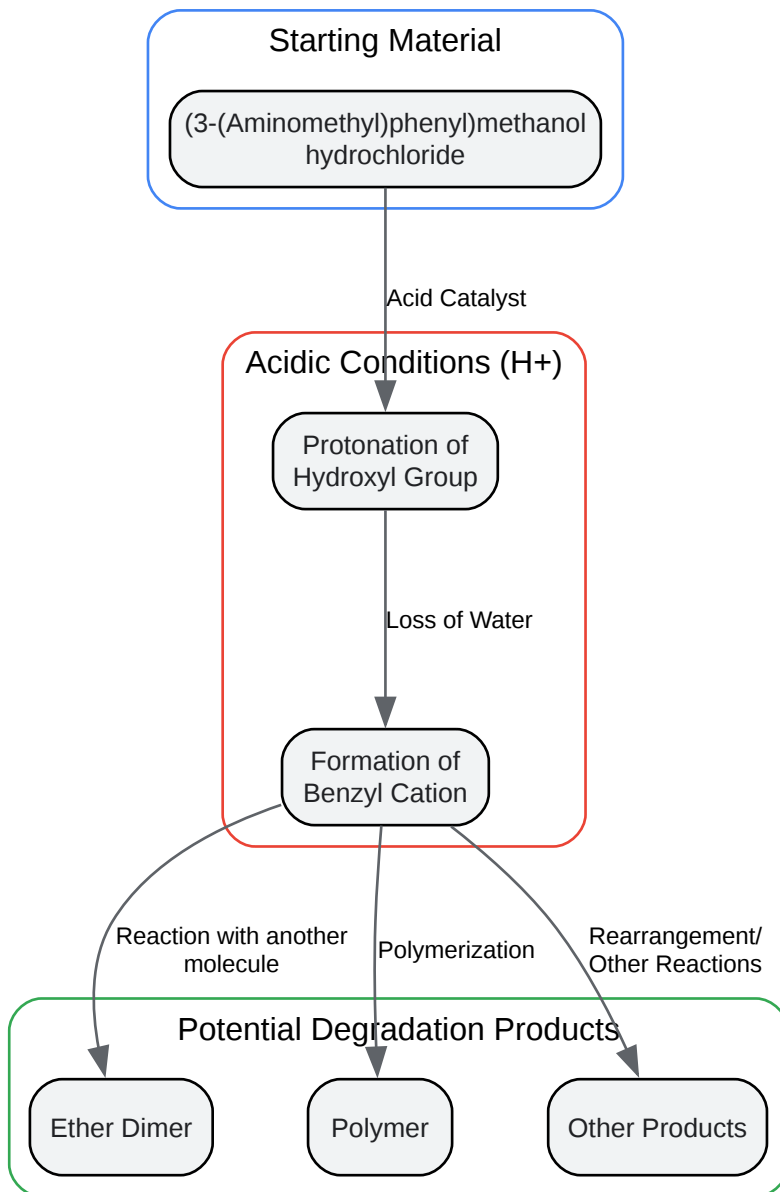 Starting Material
(3-(Aminomethyl)phenyl)methanol
hydrochloride
Acid Catalyst
Acidic Conditions (H+)
Protonation of
Hydroxyl Group
Loss of Water
Formation of
Benzyl Cation
Reaction with another
molecule
Polymerization
Rearrangement/
Other Reactions
Potential Degradation Products
Ether Dimer
Polymer
Other Products